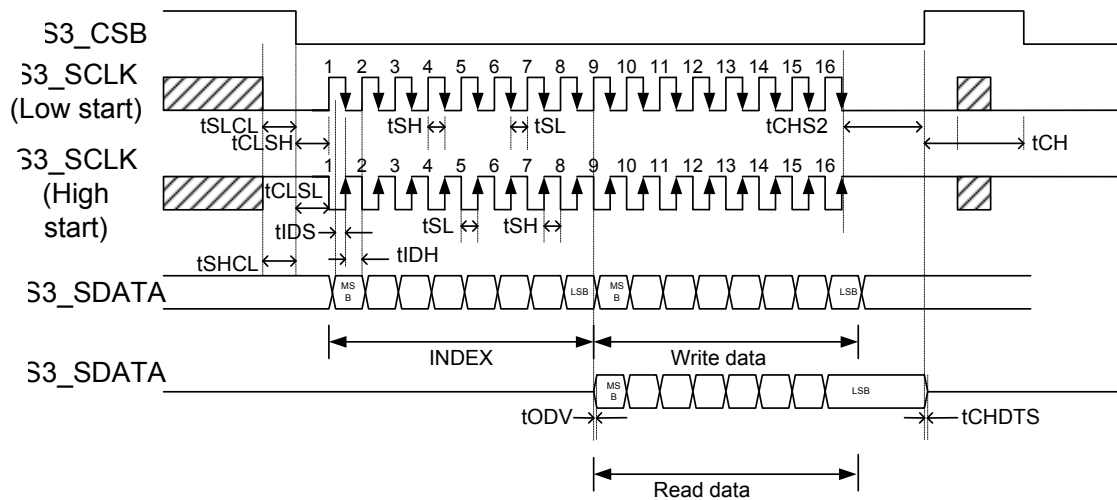 S3_CSB
S3_SCLK
(Low start)
1 2 3 4 5 6 7 8 9 10 11 12 13 14 15 16
tSLCL
tCLSH
tSH
tSL
tCHS2
tCH
S3_SCLK
(High
start)
1 2 3 4 5 6 7 8 9 10 11 12 13 14 15 16
tCLSL
tIDS
tSL
tSH
tIDH
tSHCL
S3_SDATA
MS
B
LSB
MS
B
LSB
INDEX
Write data
S3_SDATA
MS
B
LSB
tODV
tCHDTS
Read data